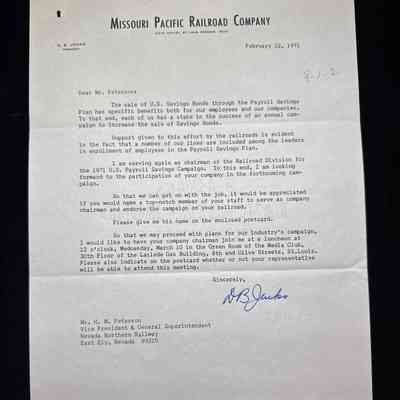 MISSOURI PACIFIC RAILROAD COMPANY
D. B. JENKS
PRESIDENT
February 22, 1971
Dear Mr. Peterson:
The sale of U.S. Savings Bonds through the Payroll Savings
Plan has specific benefits both for our employees and our companies.
To that end, each of us has a stake in the success of an annual cam-
paign to increase the sale of Savings Bonds.
Support given to this effort by the railroads is evident
in the fact that a number of our lines are included among the leaders
in enrollment of employees in the Payroll Savings Plan.
I am serving again as chairman of the Railroad Division for
the 1971 U.S. Payroll Savings Campaign. To this end, I am looking
forward to the participation of your company in the forthcoming cam-
paign.
So that we can get on with the job, it would be appreciated
if you would name a top-notch member of your staff to serve as company
chairman and endorse the campaign on your railroad.
Please give me his name on the enclosed postcard.
So that we may proceed with plans for our industry's campaign,
I would like to have your company chairman join me at a luncheon at
12 o'clock, Wednesday, March 10 in the Green Room of the Media Club,
30th Floor of the Laclede Gas Building, 8th and Olive Streets, St.Louis.
Please also indicate on the postcard whether or not your representative
will be able to attend this meeting.
Sincerely,
D B Jenks
Mr. H. M. Peterson
Vice President & General Superintendent
Nevada Northern Railway
East Ely, Nevada 89315